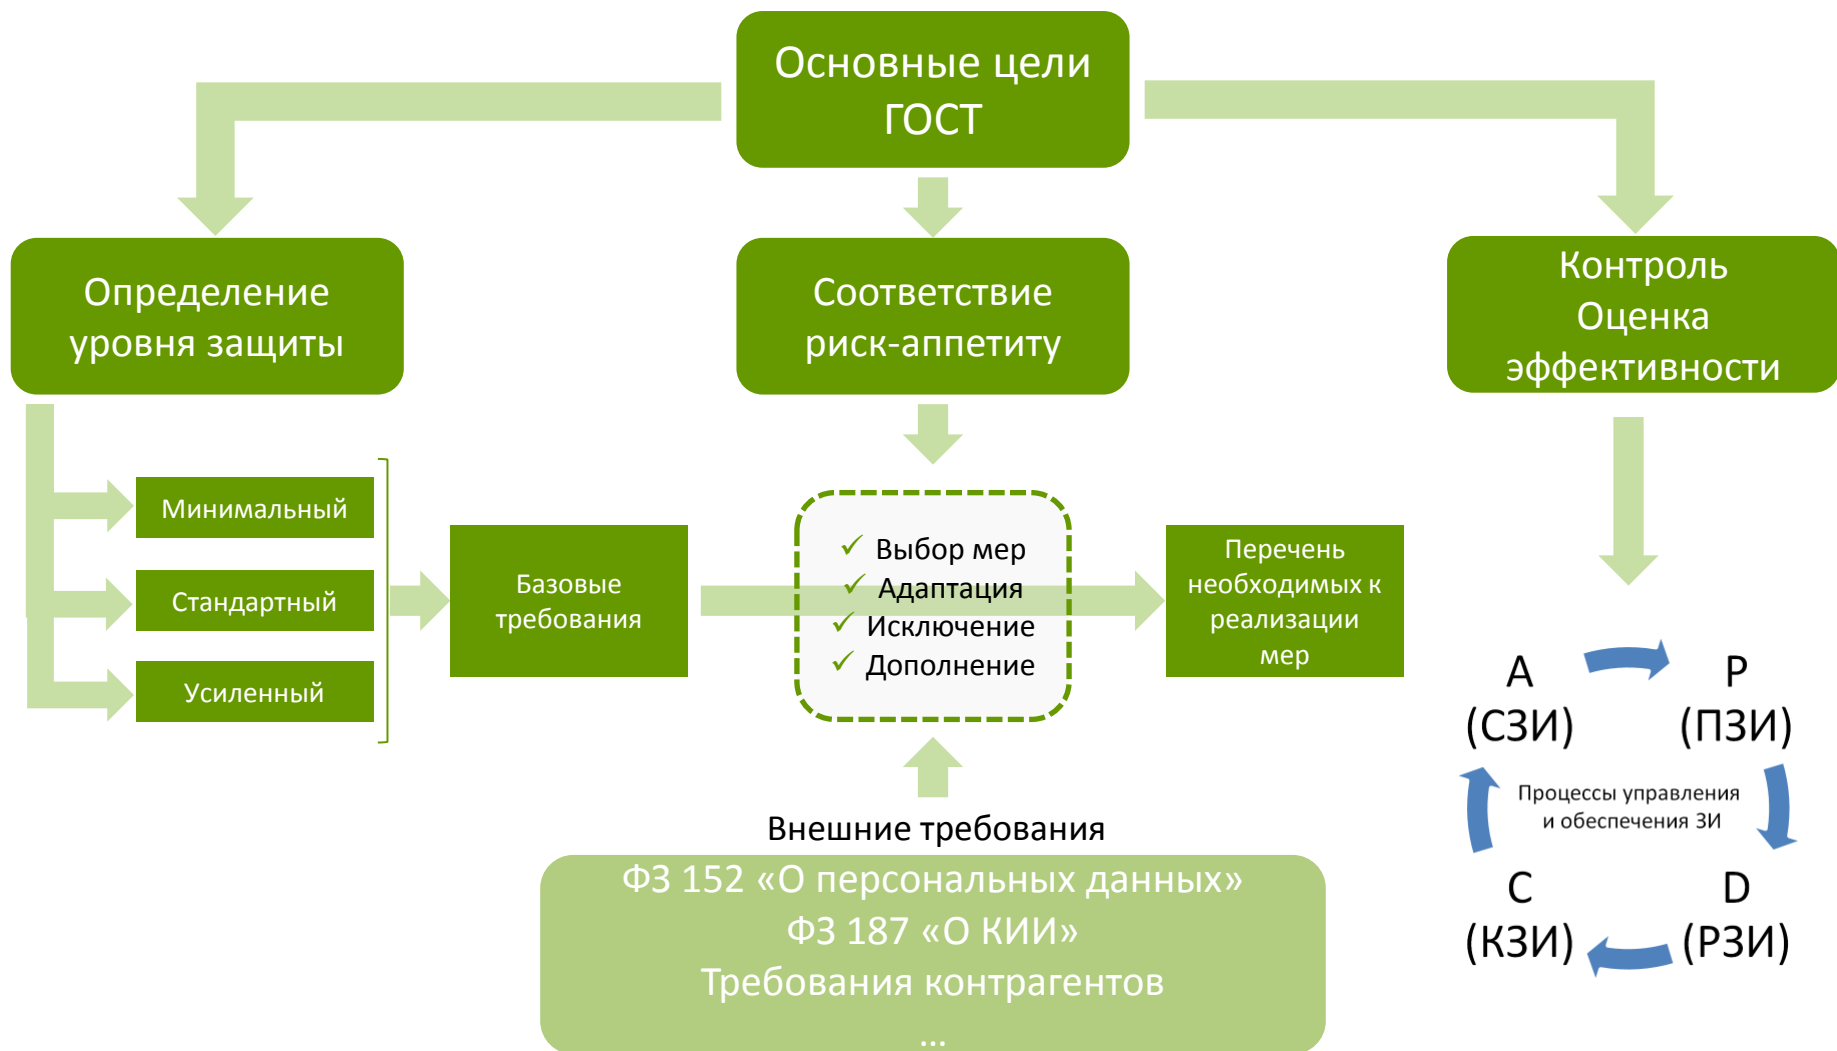 Основные цели
ГОСТ
Определение
уровня защиты
Соответствие
риск-аппетиту
Контроль
Оценка
эффективности
Минимальный
Стандартный
Усиленный
Базовые
требования
Выбор мер
Адаптация
Исключение
Дополнение
Перечень
необходимых к
реализации
мер
Внешние требования
ФЗ 152 «О персональных данных»
ФЗ 187 «О КИИ»
Требования контрагентов
...
A
(СЗИ)
P
(ПЗИ)
Процессы управления
и обеспечения ЗИ
C
(КЗИ)
D
(РЗИ)